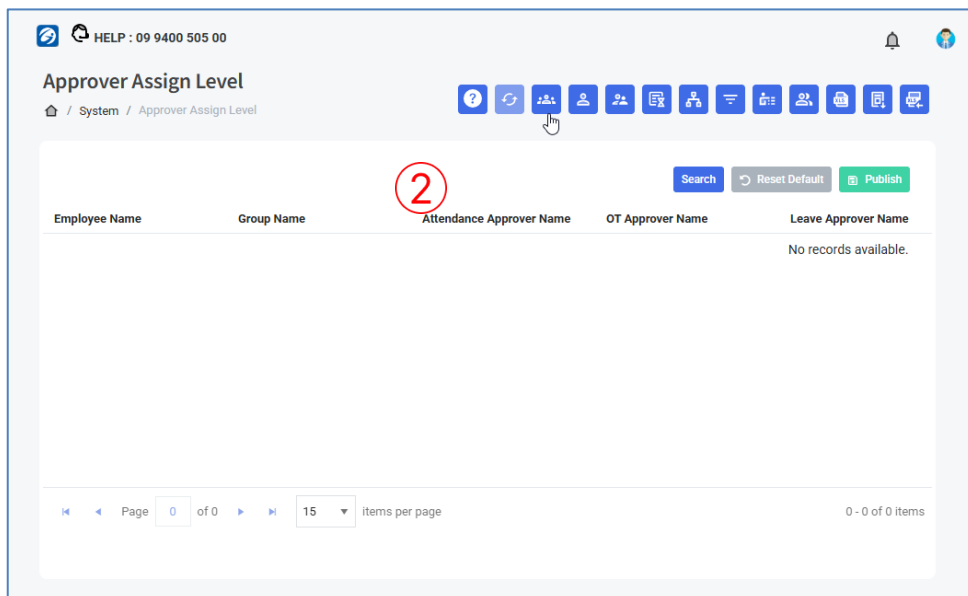 HELP : 09 9400 505 00
Approver Assign Level
/ System / Approver Assign Level
?
2
Search Reset Default Publish
Employee Name Group Name Attendance Approver Name OT Approver Name Leave Approver Name
No records available.
Page 0 of 0 15 items per page 0 - 0 of 0 items